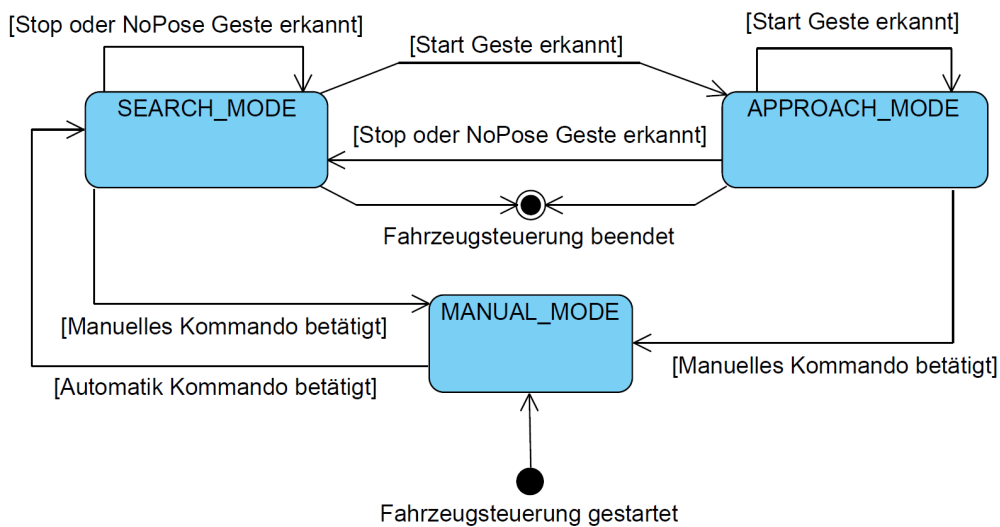 [Stop oder NoPose Geste erkannt]
[Start Geste erkannt]
[Start Geste erkannt]
SEARCH_MODE
APPROACH_MODE
[Stop oder NoPose Geste erkannt]
Fahrzeugsteuerung beendet
MANUAL_MODE
[Manuelles Kommando betätigt]
[Manuelles Kommando betätigt]
[Automatik Kommando betätigt]
Fahrzeugsteuerung gestartet